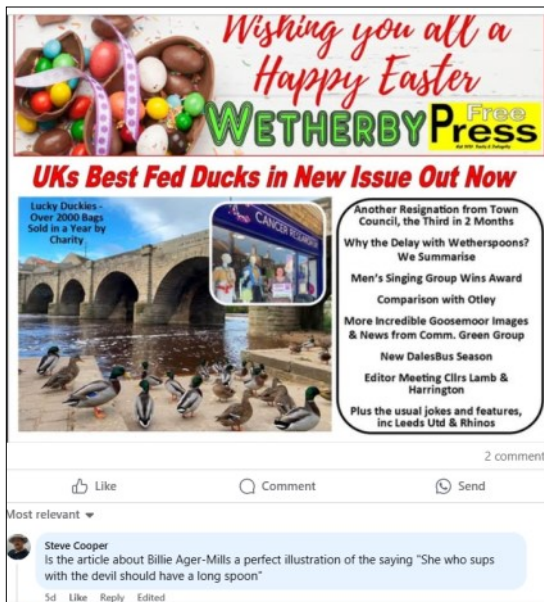 Wishing you all a
Happy Easter
WETHERBY Free Press
UKs Best Fed Ducks in New Issue Out Now
Lucky Duckies -
Over 2000 Bags
Sold in a Year by
Charity
CANCER RESEARCH
Another Resignation from Town
Council, the Third in 2 Months
Why the Delay with Wetherspoons?
We Summarise
Men's Singing Group Wins Award
Comparison with Otley
More Incredible Goosemoor Images
& News from Comm. Green Group
New DalesBus Season
Editor Meeting Cllrs Lamb &
Harrington
Plus the usual jokes and features,
inc Leeds Utd & Rhinos
2 comment
Like
Comment
Send
Most relevant
Steve Cooper
Is the article about Billie Ager-Mills a perfect illustration of the saying "She who sups
with the devil should have a long spoon"
5d Like Reply Edited